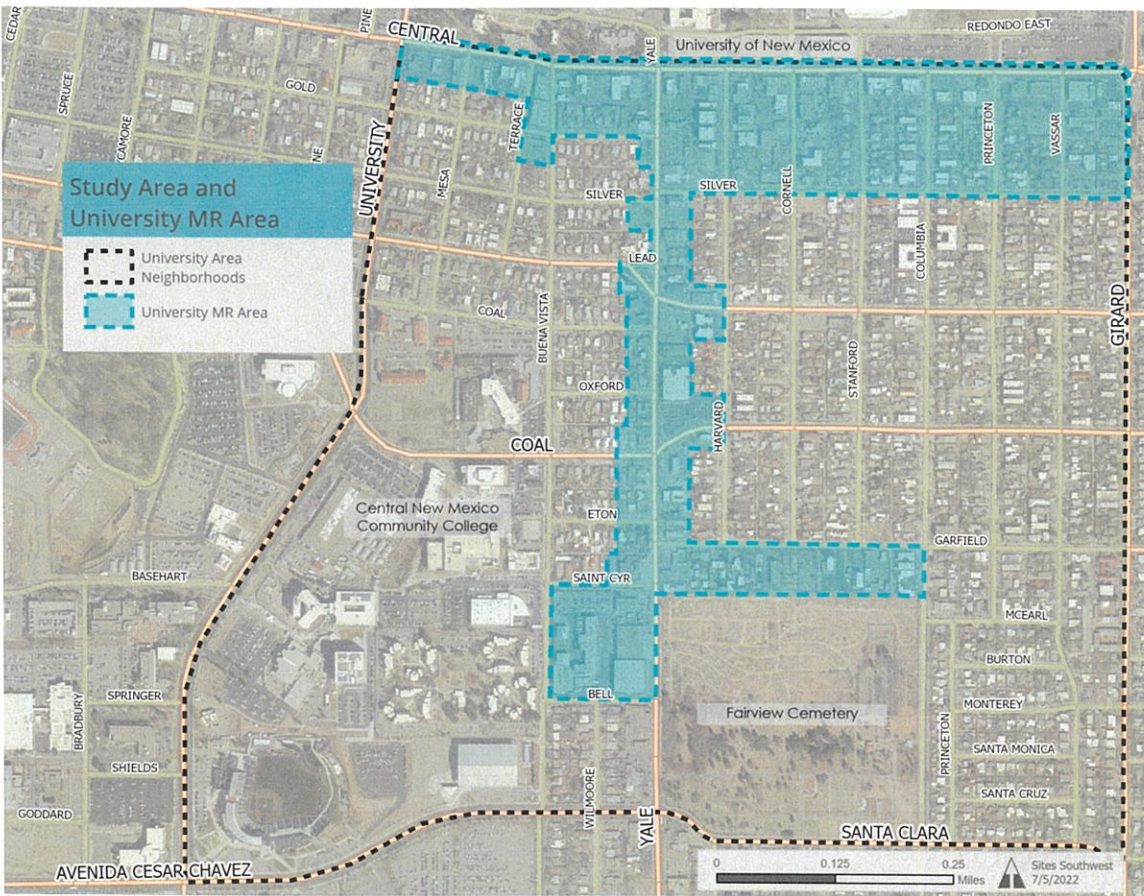 CEDAR
PINE
CENTRAL
YALE
University of New Mexico
REDONDO EAST
SPRUCE
GOLD
CAMORE
NE
TERRACE
PRINCETON
VASSAR
UNIVERSITY
MESA
Study Area and
University MR Area
University Area
Neighborhoods
University MR Area
SILVER
SILVER
CORNELL
COLUMBIA
LEAD
COAL
BUENA VISTA
GIRARD
STANFORD
OXFORD
HARVARD
COAL
Central New Mexico
Community College
ETON
GARFIELD
BASEHART
SAINT CYR
MCEARL
BURTON
SPRINGER
BELL
BRADBURY
MONTEREY
Fairview Cemetery
PRINCETON
SANTA MONICA
SHIELDS
SANTA CRUZ
WILMOORE
GODDARD
YALE
SANTA CLARA
AVENIDA CESAR CHAVEZ
0 0.125 0.25
Miles
Sites Southwest
7/5/2022